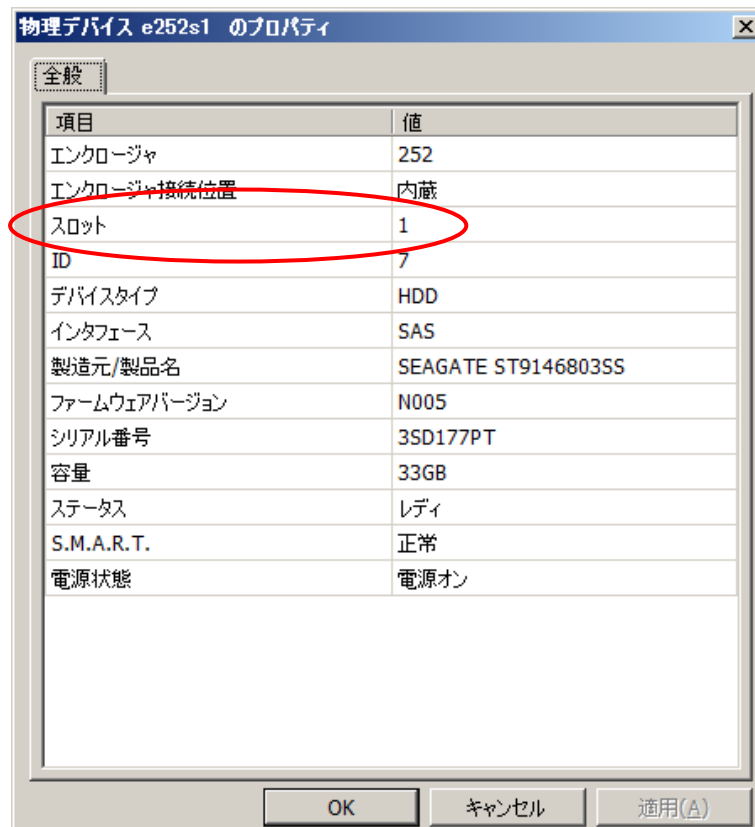 物理デバイス e252s1 のプロパティ
全般
項目 値
エンクロージャ 252
エンクロージャ接続位置 内蔵
スロット 1
ID 7
デバイスタイプ HDD
インタフェース SAS
製造元/製品名 SEAGATE ST9146803SS
ファームウェアバージョン N005
シリアル番号 3SD177PT
容量 33GB
ステータス レディ
S.M.A.R.T. 正常
電源状態 電源オン
OK キャンセル 適用(A)